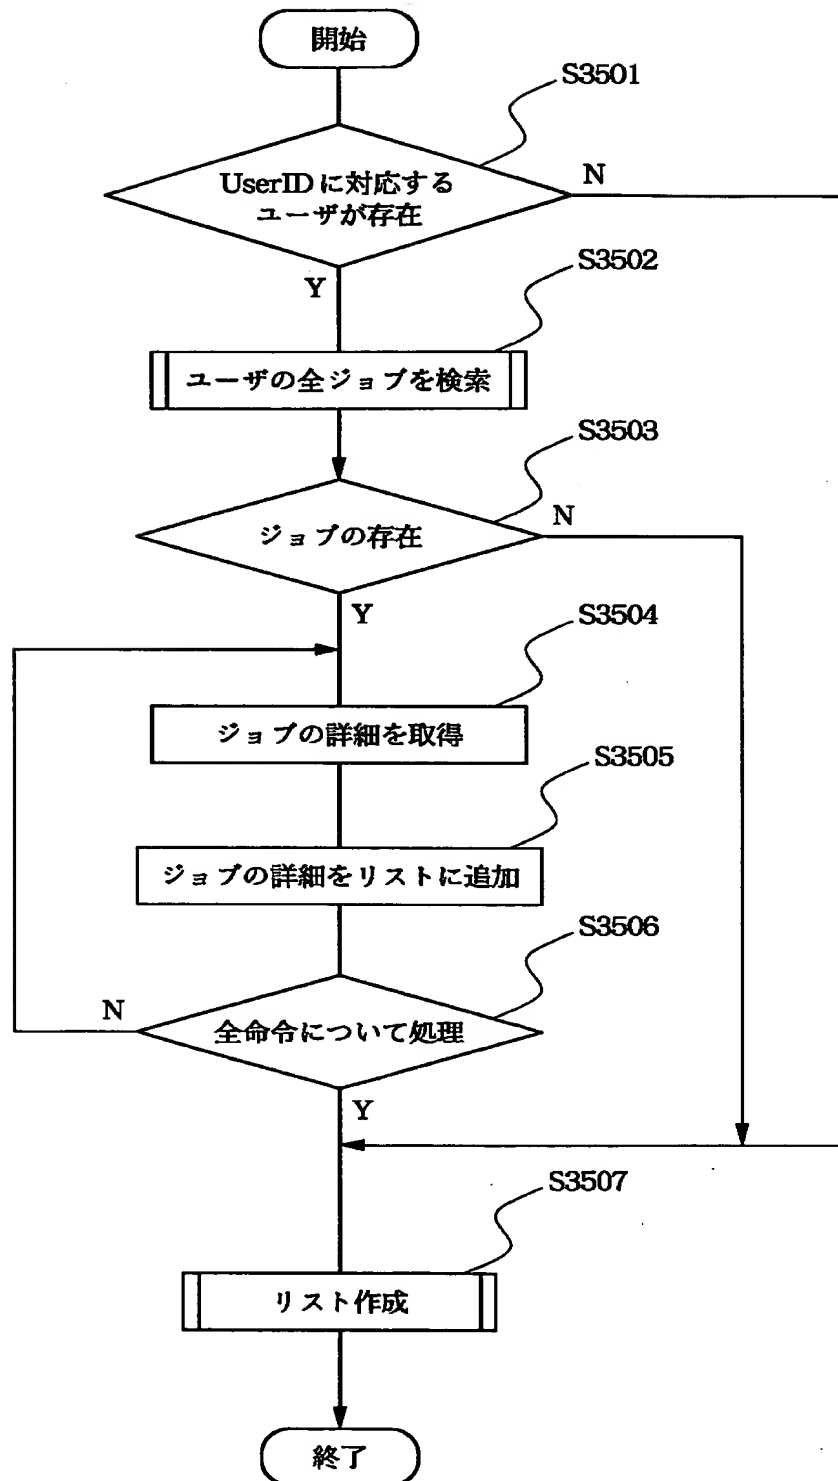 開始
S3501
UserIDに対応する
ユーザが存在
N
Y
S3502
ユーザの全ジョブを検索
S3503
ジョブの存在
N
Y
S3504
ジョブの詳細を取得
S3505
ジョブの詳細をリストに追加
S3506
全命令について処理
N
Y
S3507
リスト作成
終了